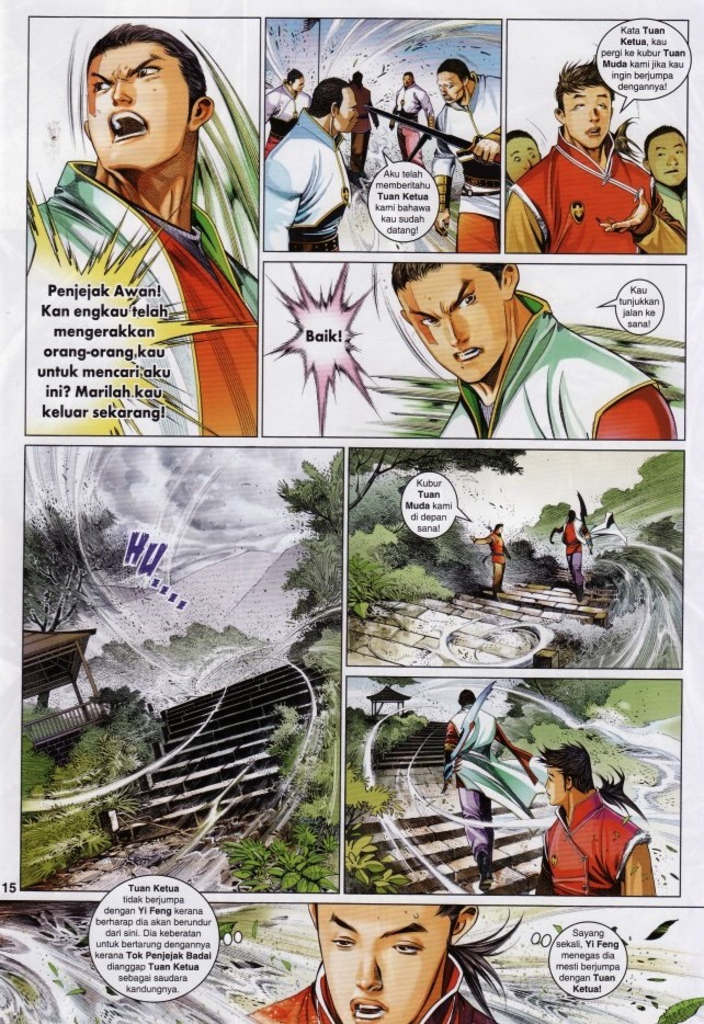 Penjejak Awan!
Kan engkau telah
mengerakkan
orang-orang kau
untuk mencari aku
ini? Marilah kau
keluar sekarang!
Aku telah
memberitahu
Tuan Ketua
kami bahawa
kau sudah
datang!
Kata Tuan
Ketua, kau
pergi ke kubur Tuan
Muda kami jika kau
ingin berjumpa
dengannya!
Baik!
Kau
tunjukkan
jalan ke
sana!
HU....
Kubur
Tuan
Muda kami
di depan
sana!
15
Tuan Ketua
tidak berjumpa
dengan Yi Feng kerana
berharap dia akan berundur
dari sini. Dia keberatan
untuk bertarung dengannya
kerana Tok Penjejak Badai
dianggap Tuan Ketua
sebagai saudara
kandungnya.
Sayang
sekali, Yi Feng
menegas dia
mesti berjumpa
dengan Tuan
Ketua!